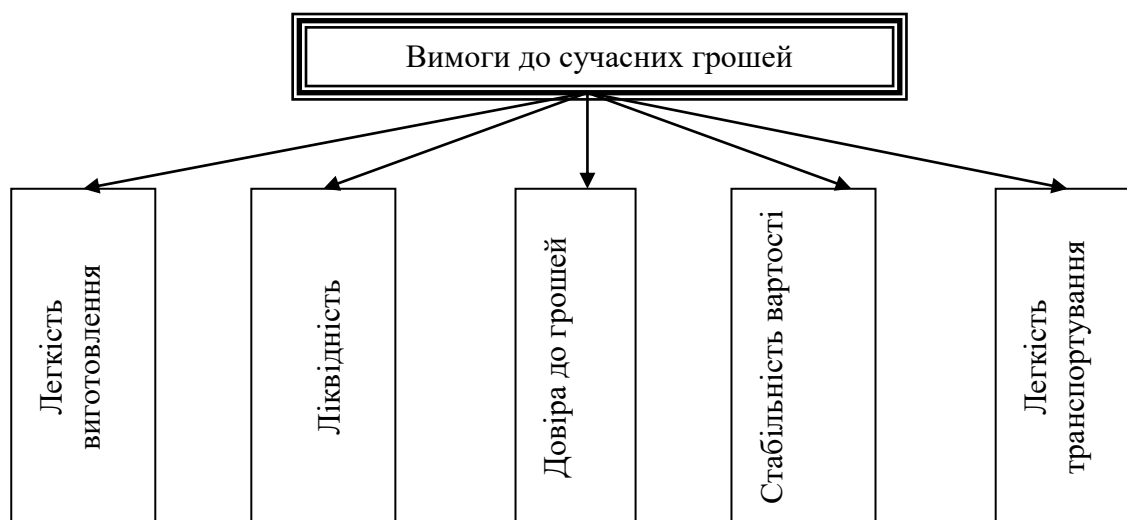 Вимоги до сучасних грошей
Легкість
виготовлення
Ліквідність
Довіра до грошей
Стабільність вартості
Легкість
транспортування